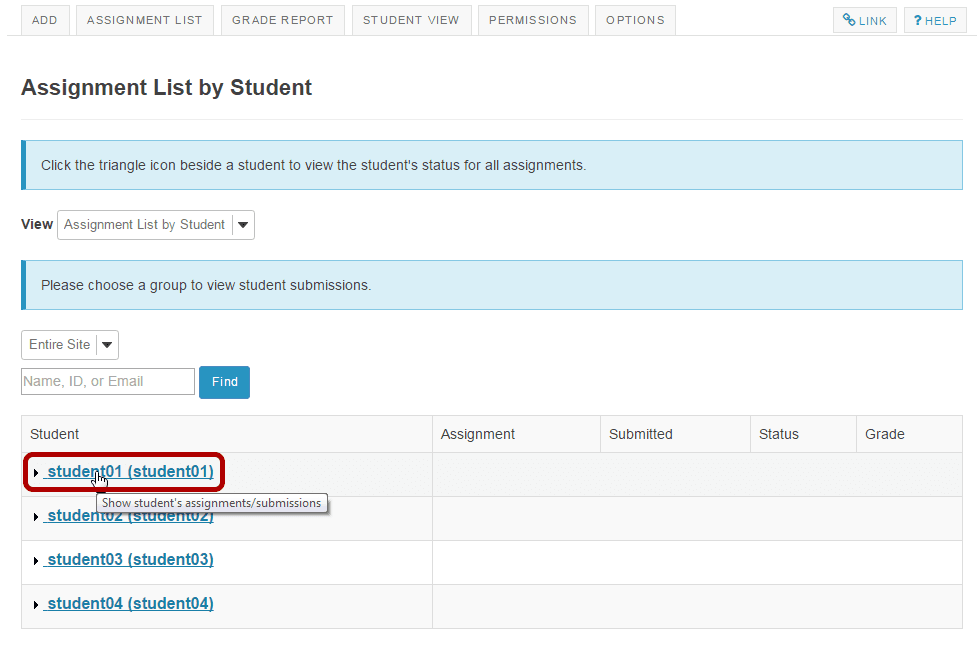 ADD ASSIGNMENT LIST GRADE REPORT STUDENT VIEW PERMISSIONS OPTIONS LINK ? HELP
Assignment List by Student
Click the triangle icon beside a student to view the student's status for all assignments.
View Assignment List by Student
Please choose a group to view student submissions.
Entire Site
Name, ID, or Email Find
Student Assignment Submitted Status Grade
student01 (student01)
Show student's assignments/submissions
student02 (student02)
student03 (student03)
student04 (student04)